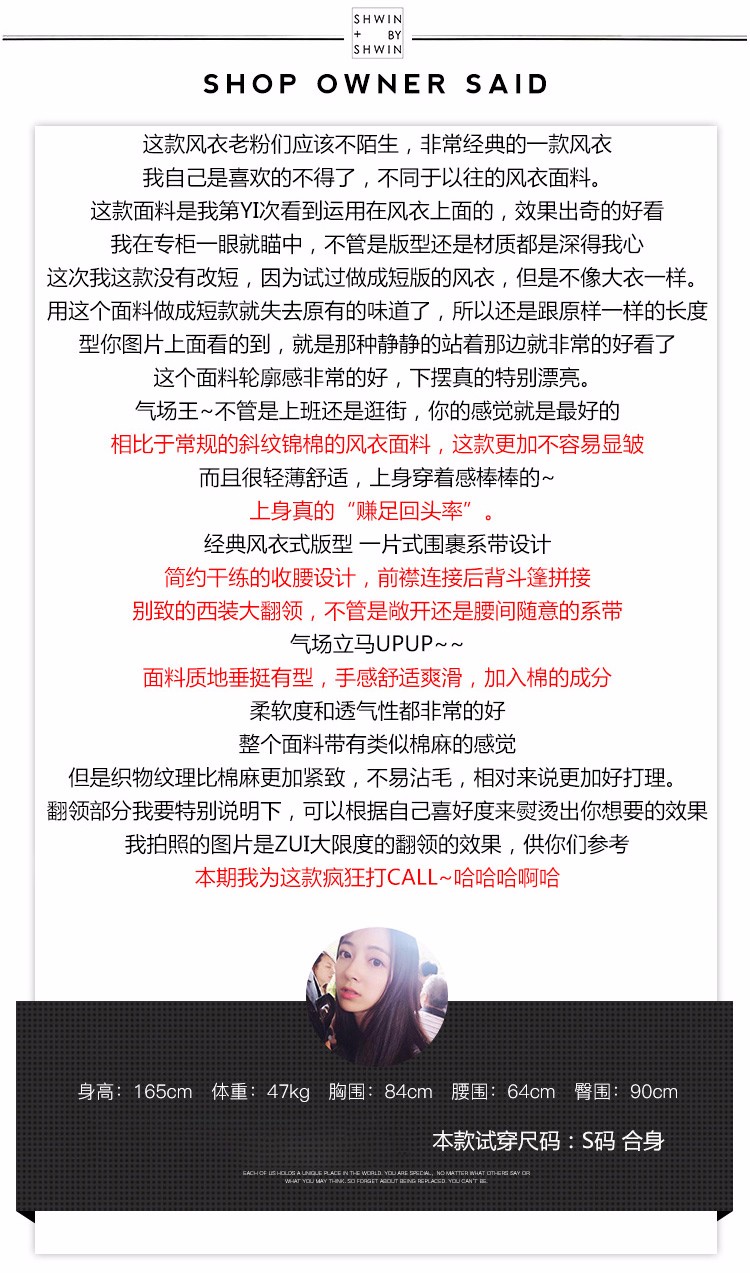 SHWIN
+ BY
SHWIN
SHOP OWNER SAID
这款风衣老粉们应该不陌生，非常经典的一款风衣
我自己是喜欢的不得了，不同于以往的风衣面料。
这款面料是我第YI次看到运用在风衣上面的，效果出奇的好看
我在专柜一眼就瞄中，不管是版型还是材质都是深得我心
这次我这款没有改短，因为试过做成短版的风衣，但是不像大衣一样。
用这个面料做成短款就失去原有的味道了，所以还是跟原样一样的长度
型你图片上面看的到，就是那种静静的站着那边就非常的好看了
这个面料轮廓感非常的好，下摆真的特别漂亮。
气场王~不管是上班还是逛街，你的感觉就是最好的
相比于常规的斜纹锦棉的风衣面料，这款更加不容易显皱
而且很轻薄舒适，上身穿着感棒棒的~
上身真的“赚足回头率”。
经典风衣式版型 一片式围裹系带设计
简约干练的收腰设计，前襟连接后背斗篷拼接
别致的西装大翻领，不管是敞开还是腰间随意的系带
气场立马UPUP~~
面料质地垂挺有型，手感舒适爽滑，加入棉的成分
柔软度和透气性都非常的好
整个面料带有类似棉麻的感觉
但是织物纹理比棉麻更加紧致，不易沾毛，相对来说更加好打理。
翻领部分我要特别说明下，可以根据自己喜好度来熨烫出你想要的效果
我拍照的图片是ZUI大限度的翻领的效果，供你们参考
本期我为这款疯狂打CALL~哈哈哈啊哈
身高：165cm 体重：47kg 胸围：84cm 腰围：64cm 臀围：90cm
本款试穿尺码：S码 合身
EACH OF US HOLDS A UNIQUE PLACE IN THE WORLD. YOU ARE SPECIAL, NO MATTER WHAT OTHERS SAY OR
WHAT YOU MAY THINK. SO FORGET ABOUT BEING REPLACED. YOU CAN'T BE.